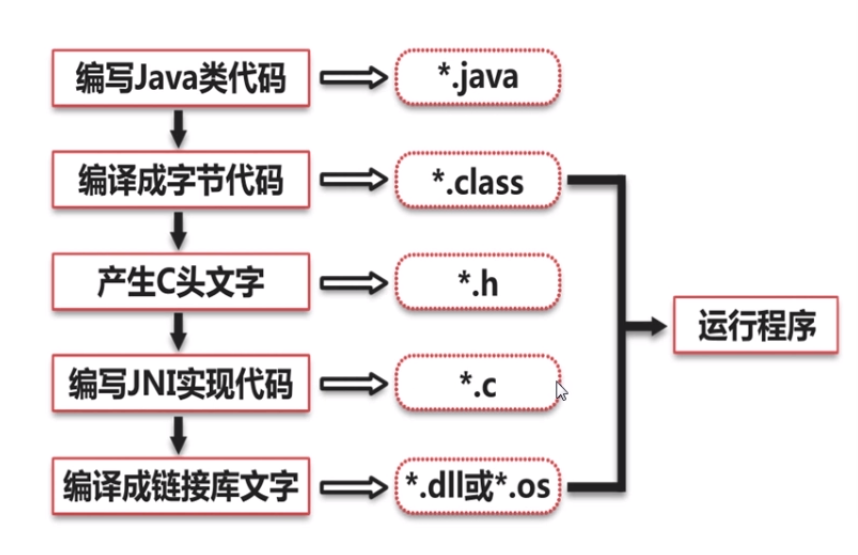 编写Java类代码
*.java
编译成字节代码
*.class
产生C头文字
*.h
运行程序
编写JNI实现代码
*.c
编译成链接库文字
*.dll或*.os